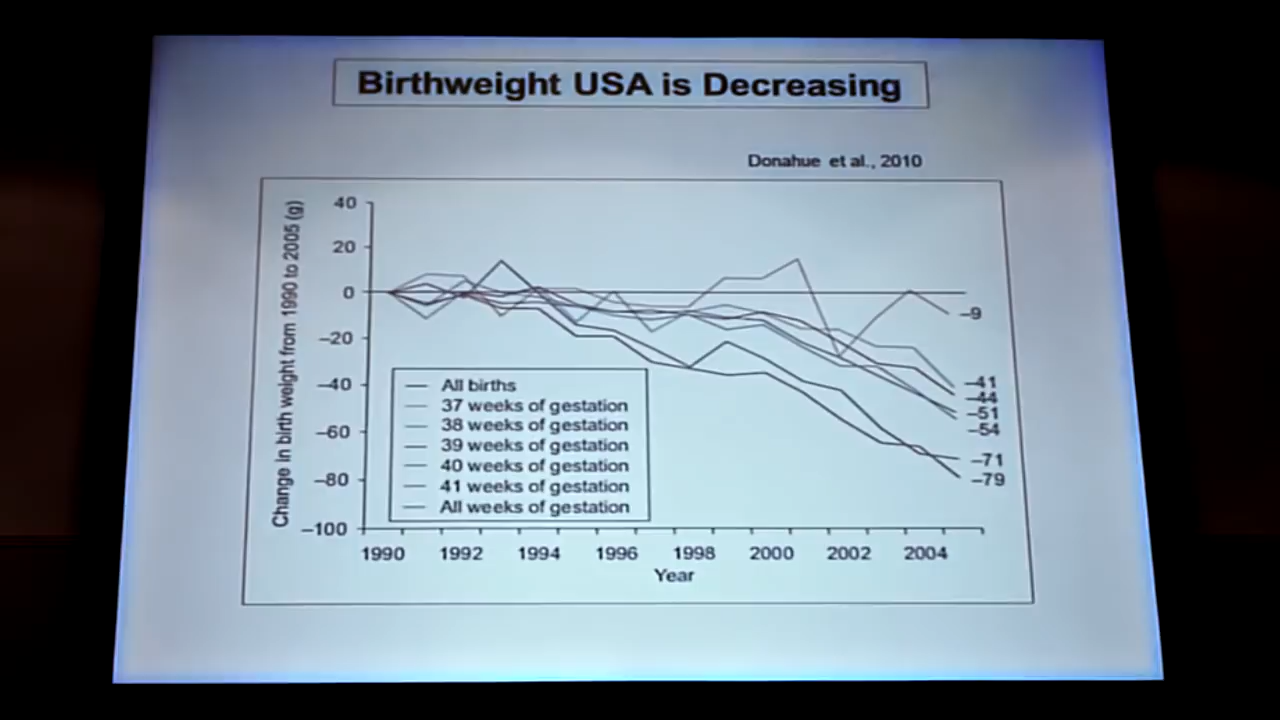 Birthweight USA is Decreasing
Donahue et al., 2010
Change in birth weight from 1990 to 2005 (g)
40
20
0
–20
–40
–60
–80
–100
–9
–41
–44
–51
–54
–71
–79
All births
37 weeks of gestation
38 weeks of gestation
39 weeks of gestation
40 weeks of gestation
41 weeks of gestation
All weeks of gestation
1990 1992 1994 1996 1998 2000 2002 2004
Year